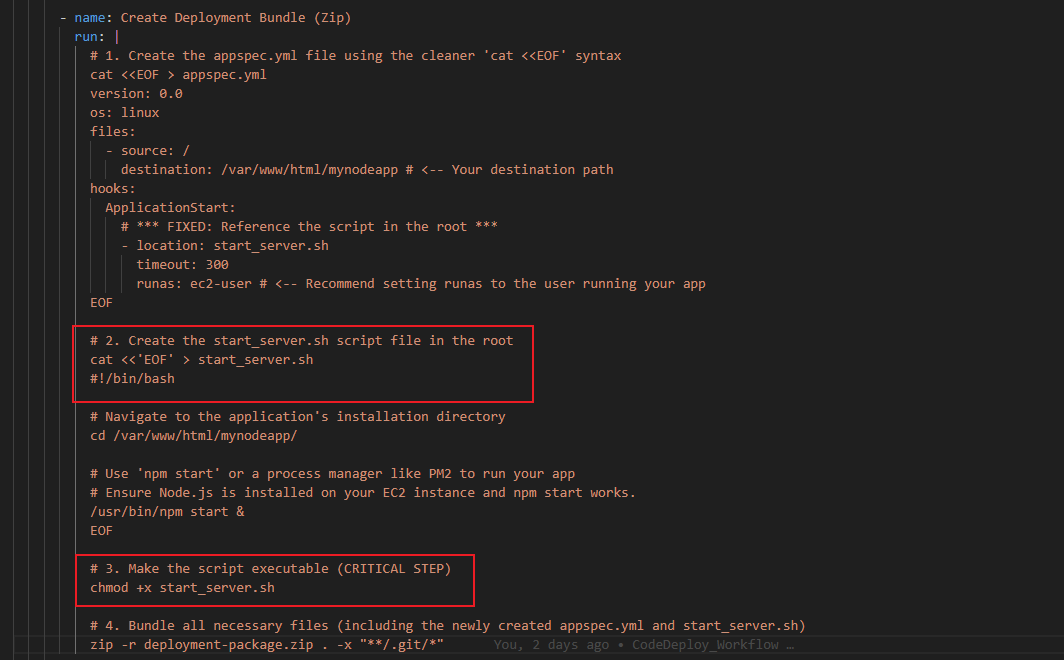 - name: Create Deployment Bundle (Zip)
run: |
# 1. Create the appspec.yml file using the cleaner 'cat <<EOF' syntax
cat <<EOF > appspec.yml
version: 0.0
os: linux
files:
- source: /
destination: /var/www/html/mynodeapp # <-- Your destination path
hooks:
ApplicationStart:
# *** FIXED: Reference the script in the root ***
- location: start_server.sh
timeout: 300
runas: ec2-user # <-- Recommend setting runas to the user running your app
EOF
# 2. Create the start_server.sh script file in the root
cat <<'EOF' > start_server.sh
#!/bin/bash
# Navigate to the application's installation directory
cd /var/www/html/mynodeapp/
# Use 'npm start' or a process manager like PM2 to run your app
# Ensure Node.js is installed on your EC2 instance and npm start works.
/usr/bin/npm start &
EOF
# 3. Make the script executable (CRITICAL STEP)
chmod +x start_server.sh
# 4. Bundle all necessary files (including the newly created appspec.yml and start_server.sh)
zip -r deployment-package.zip . -x "**/.git/*" You, 2 days ago • CodeDeploy_Workflow …